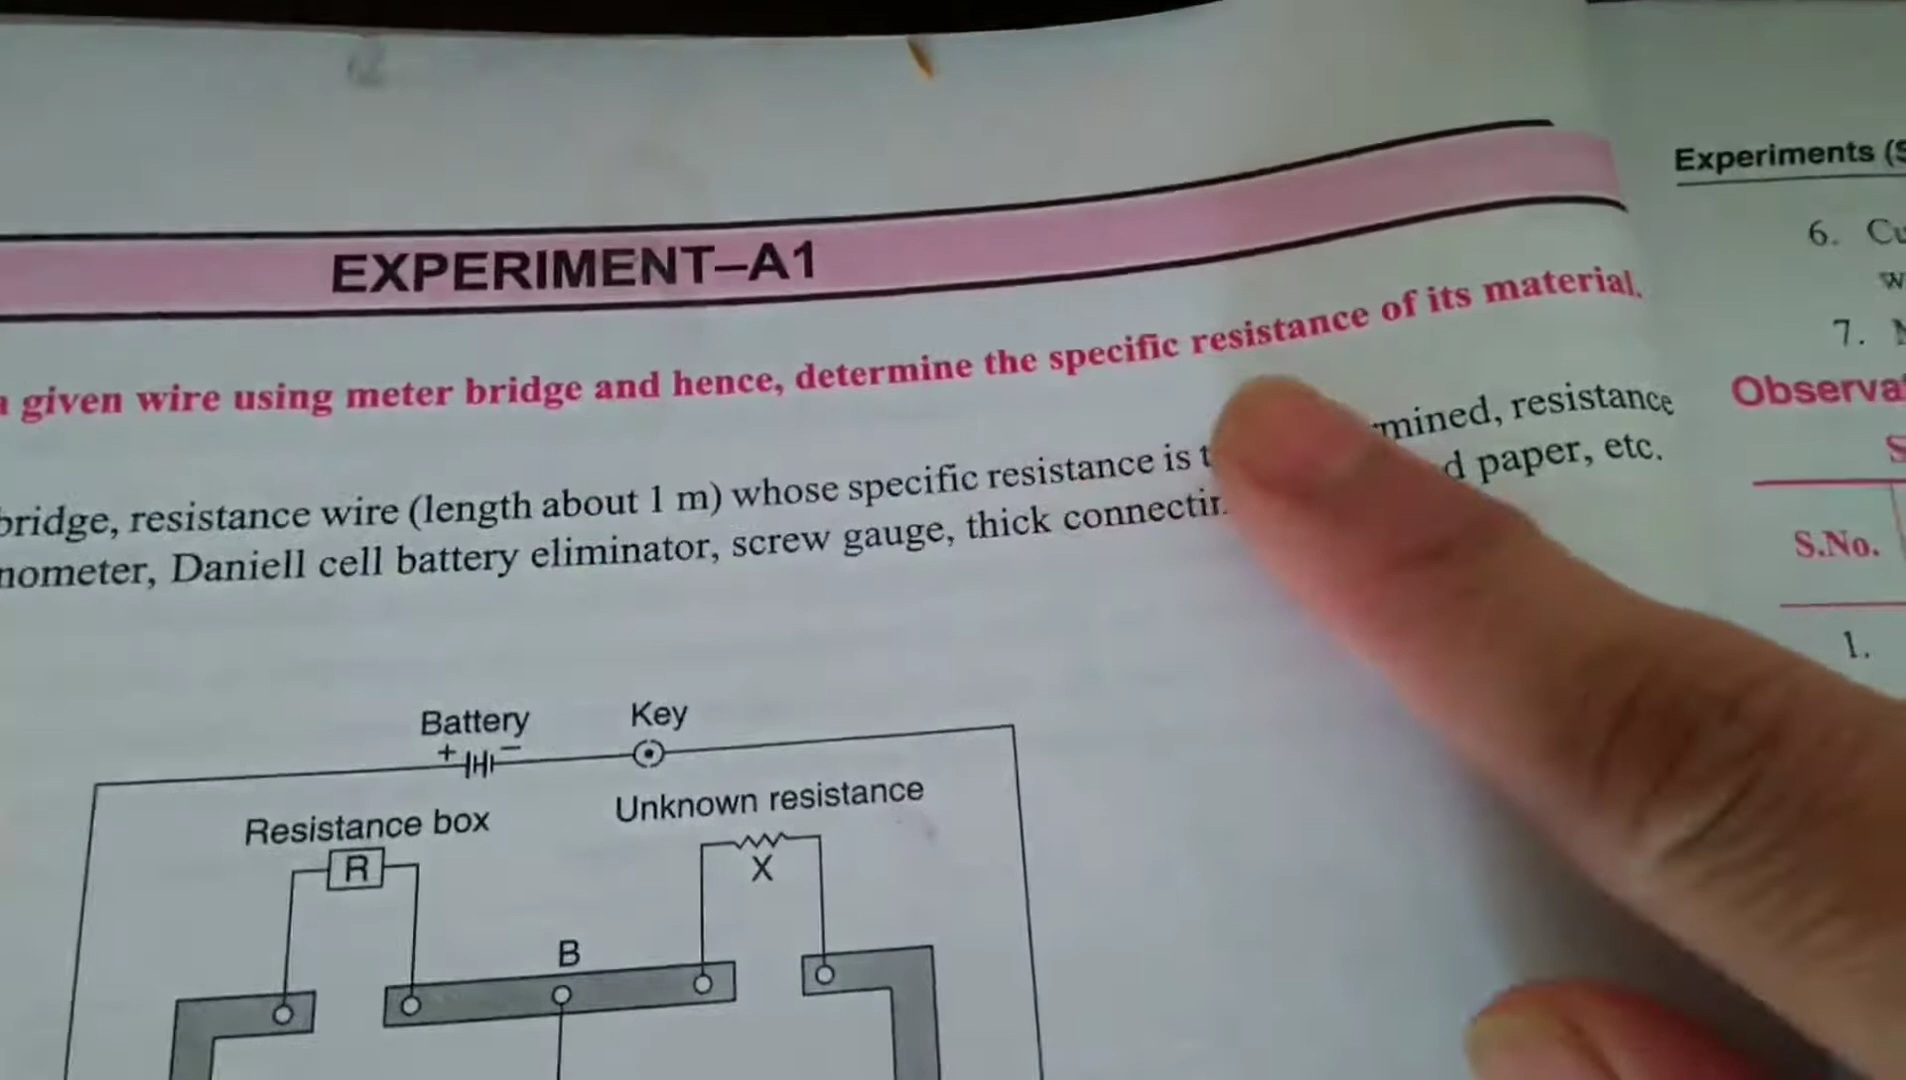 EXPERIMENT–A1
given wire using meter bridge and hence, determine the specific resistance of its material.
bridge, resistance wire (length about 1 m) whose specific resistance is mined, resistance
nometer, Daniell cell battery eliminator, screw gauge, thick connectin paper, etc.
Battery
+ −
Key
Resistance box
R
Unknown resistance
X
B
Experiments (S
6. Cu
w
7.
Observa
S.No.
1.